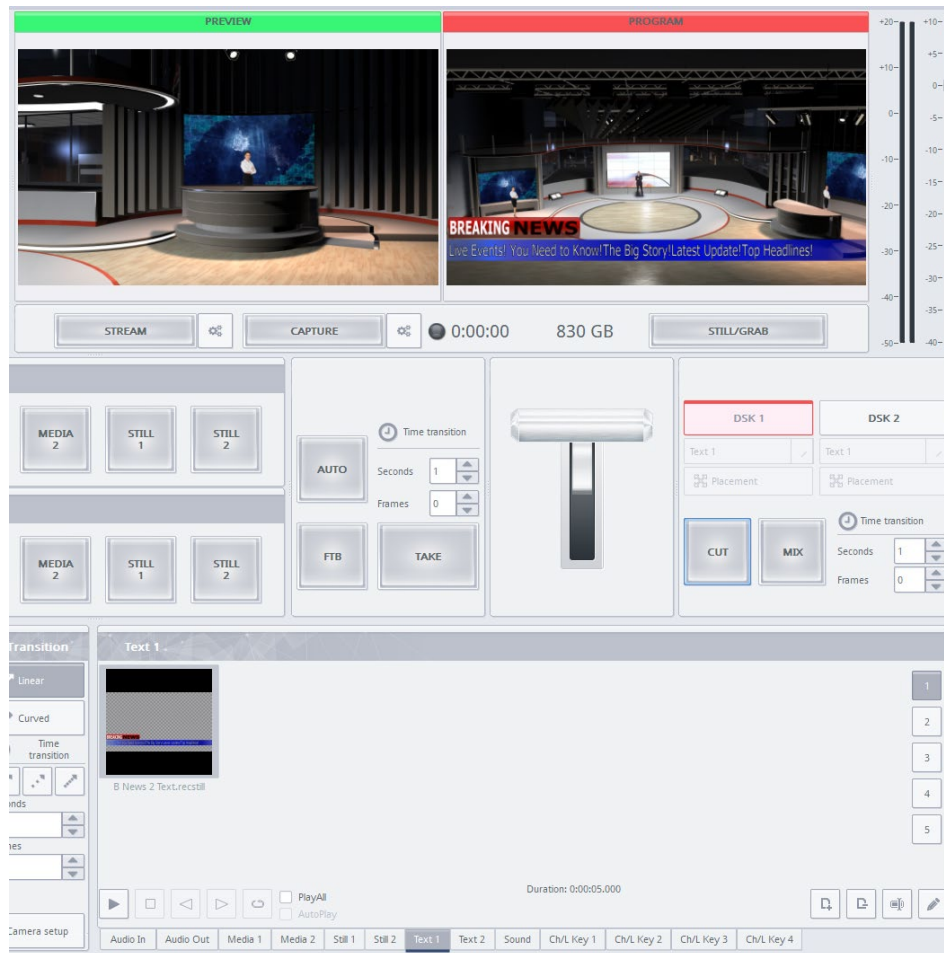 PREVIEW
PROGRAM
+20
+10
0
-10
-20
-30
-40
-50
+10
+5
0
-5
-10
-15
-20
-25
-30
-35
-40
BREAKING NEWS
Live Events! You Need to Know!The Big Story!Latest Update!Top Headlines!
STREAM
CAPTURE
0:00:00
830 GB
STILL/GRAB
MEDIA
2
STILL
1
STILL
2
AUTO
Time transition
Seconds 1
Frames 0
FTB
TAKE
DSK 1
DSK 2
Text 1
Text 1
Placement
Placement
CUT
MIX
Time transition
Seconds 1
Frames 0
MEDIA
2
STILL
1
STILL
2
Transition
Linear
Curved
Time
transition
onds
mes
Camera setup
Text 1
BREAKING NEWS
B News 2 Text.recstill
1
2
3
4
5
PlayAll
AutoPlay
Duration: 0:00:05.000
Audio In
Audio Out
Media 1
Media 2
Still 1
Still 2
Text 1
Text 2
Sound
Ch/L Key 1
Ch/L Key 2
Ch/L Key 3
Ch/L Key 4